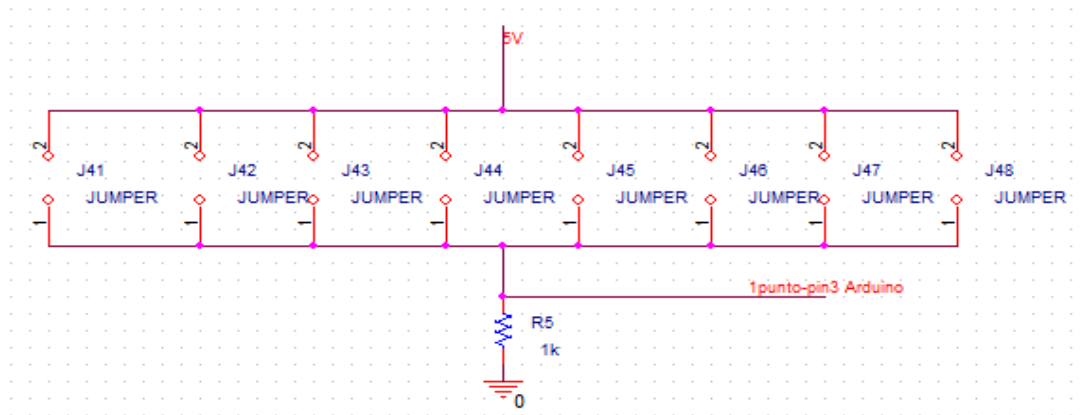 5V
2 2 2 2 2 2 2 2
J41 J42 J43 J44 J45 J46 J47 J48
JUMPER JUMPER JUMPER JUMPER JUMPER JUMPER JUMPER JUMPER
1 1 1 1 1 1 1 1
1punto-pin3 Arduino
R5
1k
0